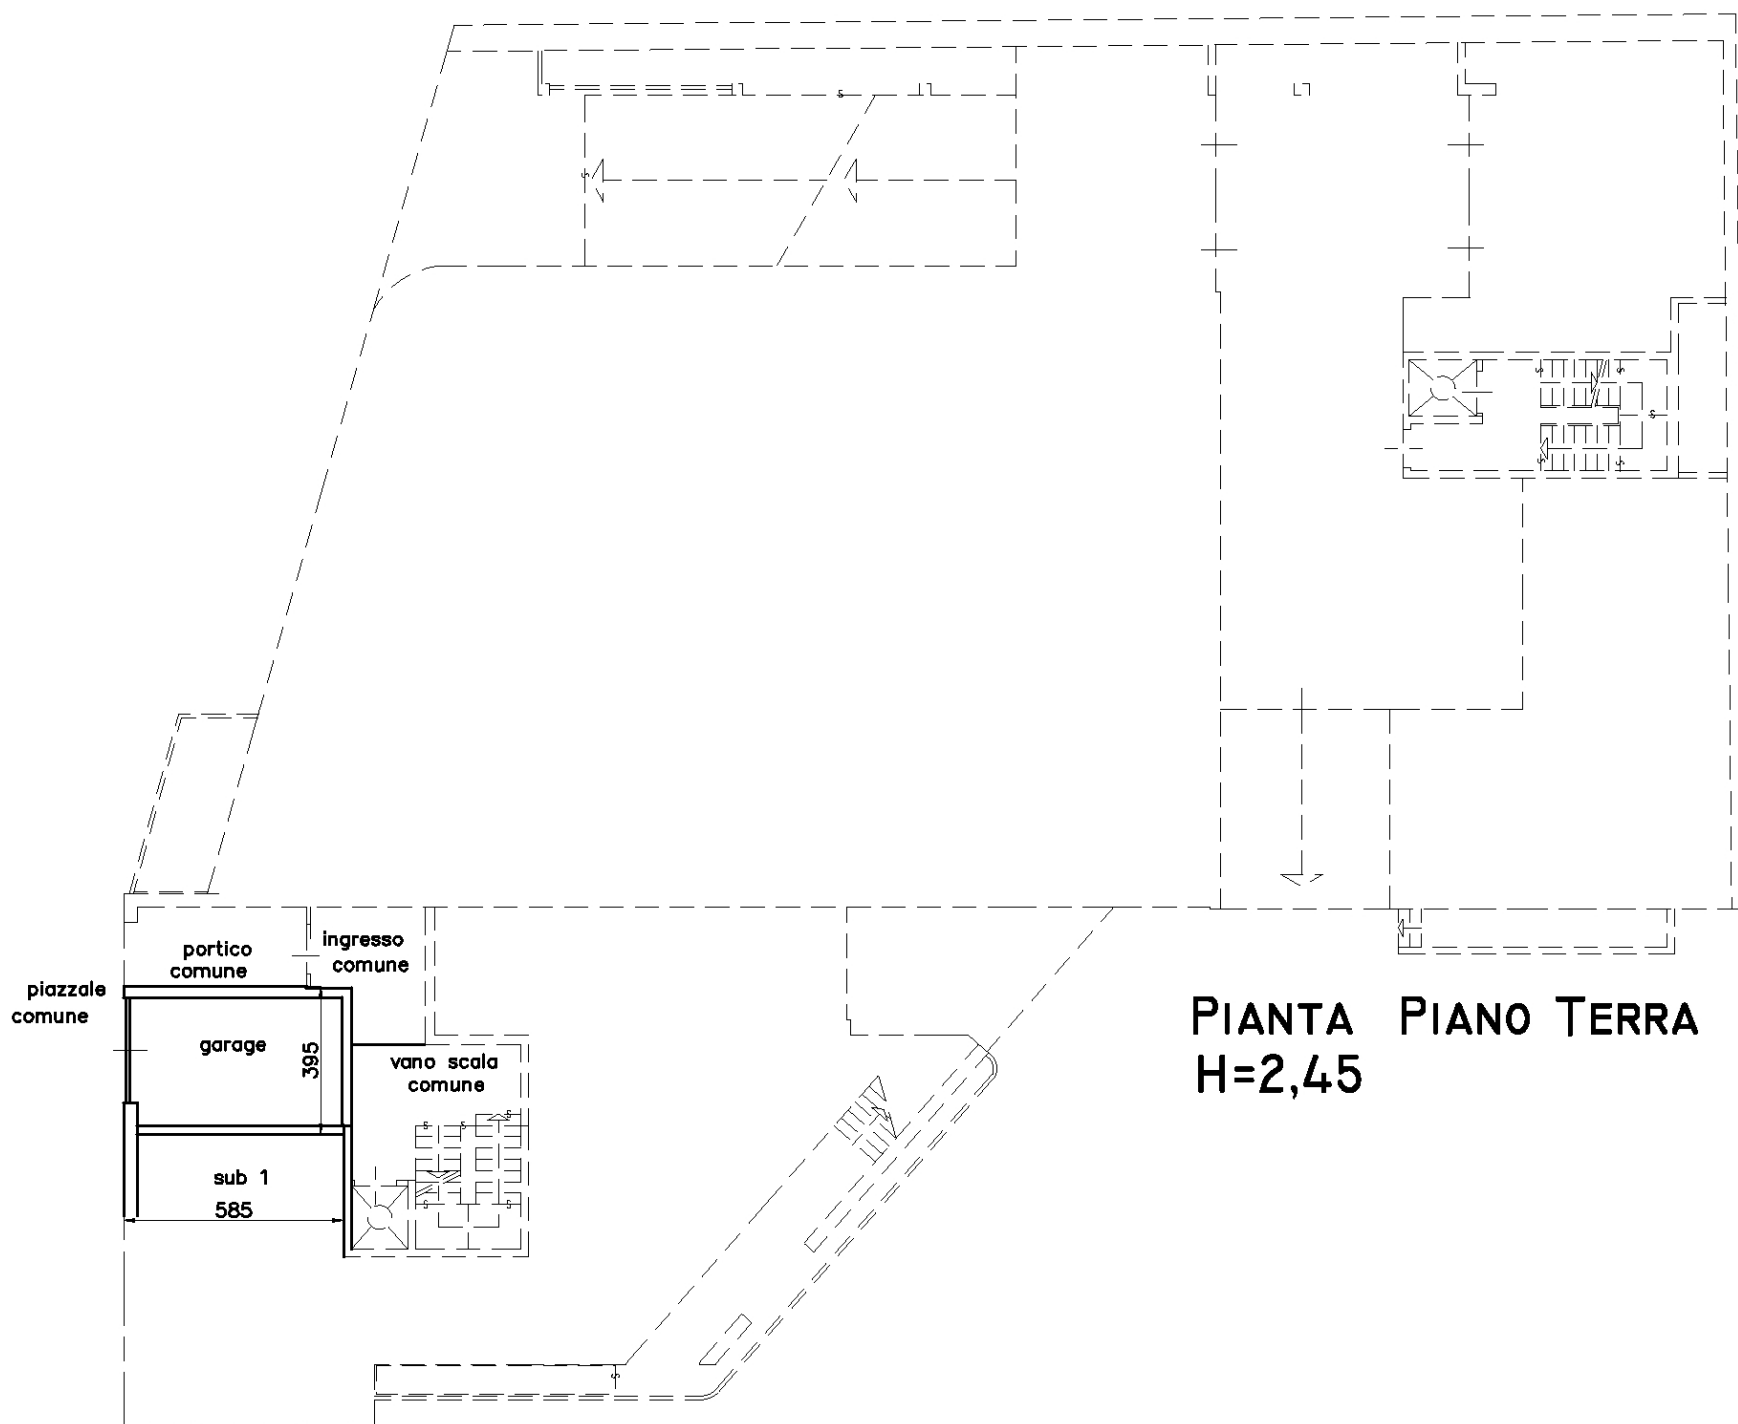 portico
comune
ingresso
comune
piazzale
comune
garage
395
vano scala
comune
sub 1
585
PIANTA PIANO TERRA
H=2,45
s
s
s
s
s
s
s
s
s
s
s
s
s
s